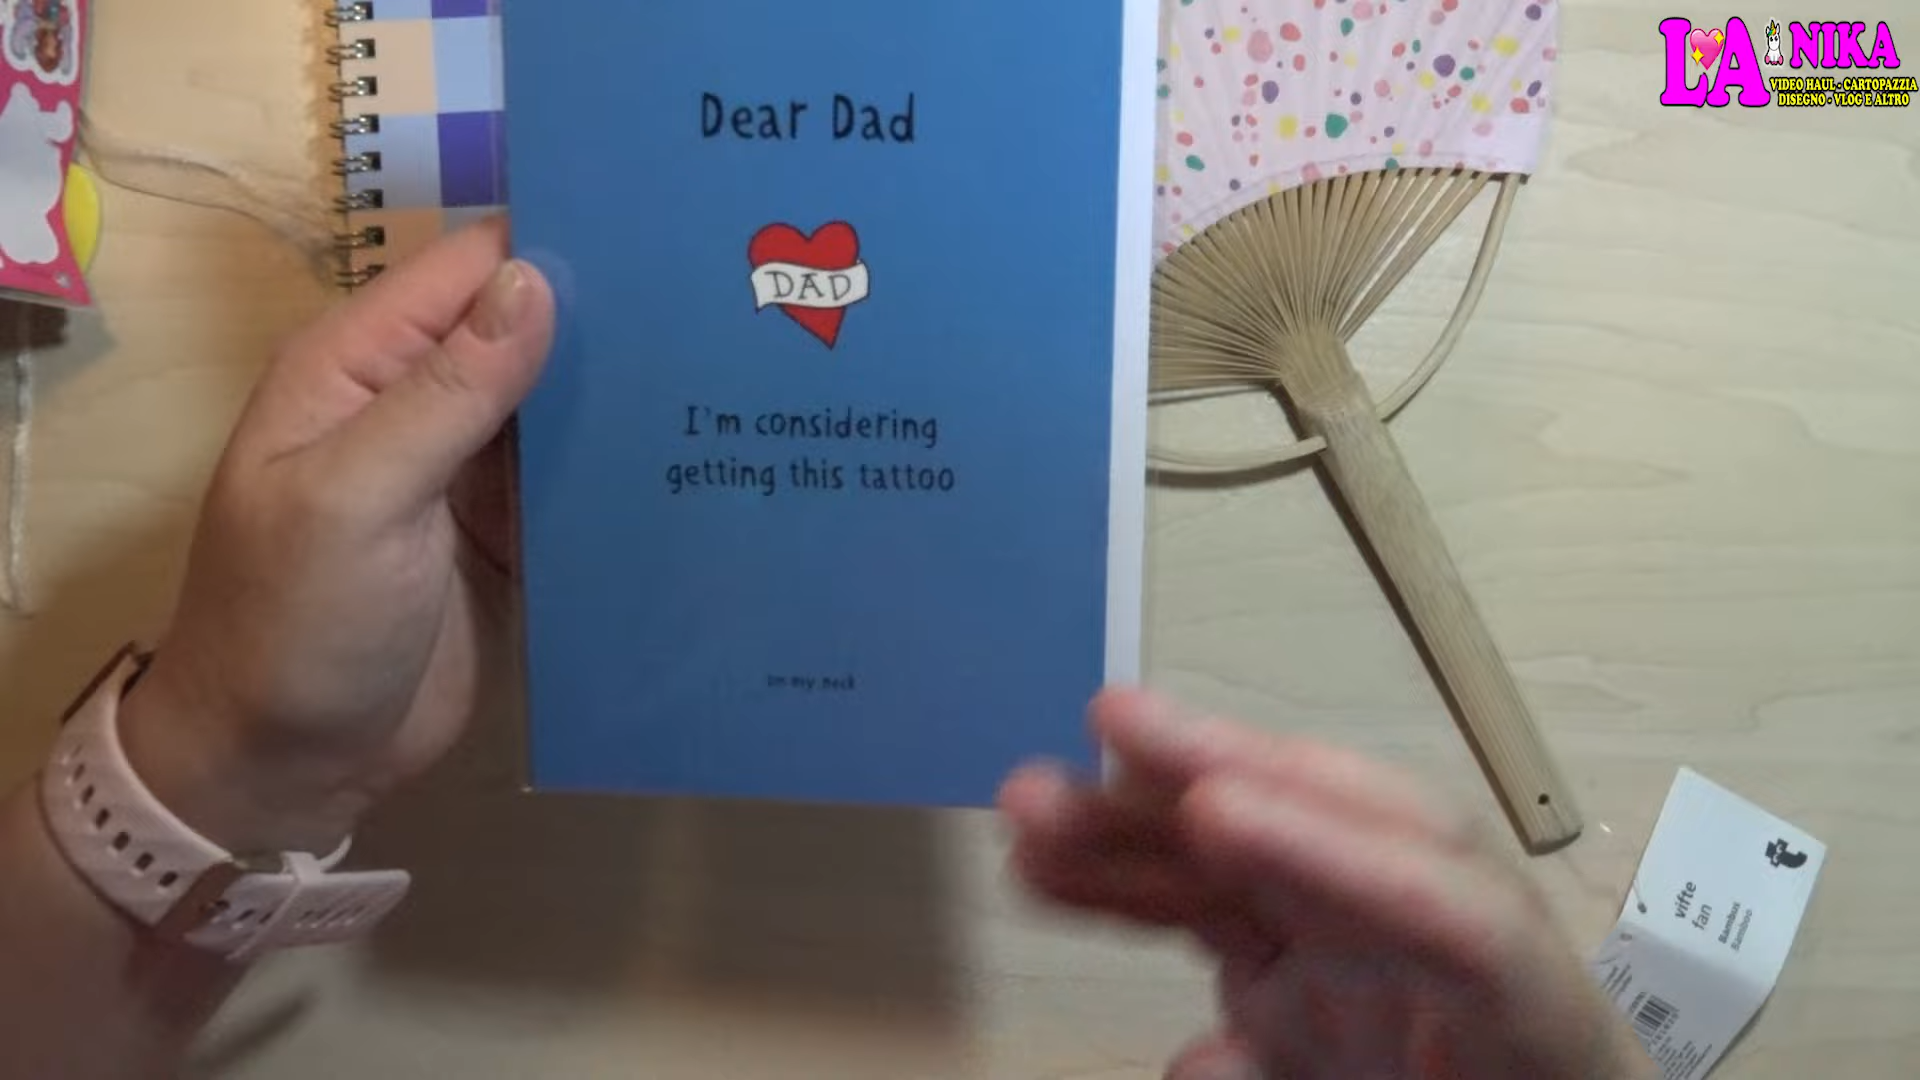 Dear Dad
DAD
I'm considering
getting this tattoo
on my neck
LA NIKA
VIDEO HAUL - CARTOPAZZIA
DISEGNO - VLOG E ALTRO
vifte
fan
Bambus
Bamboo